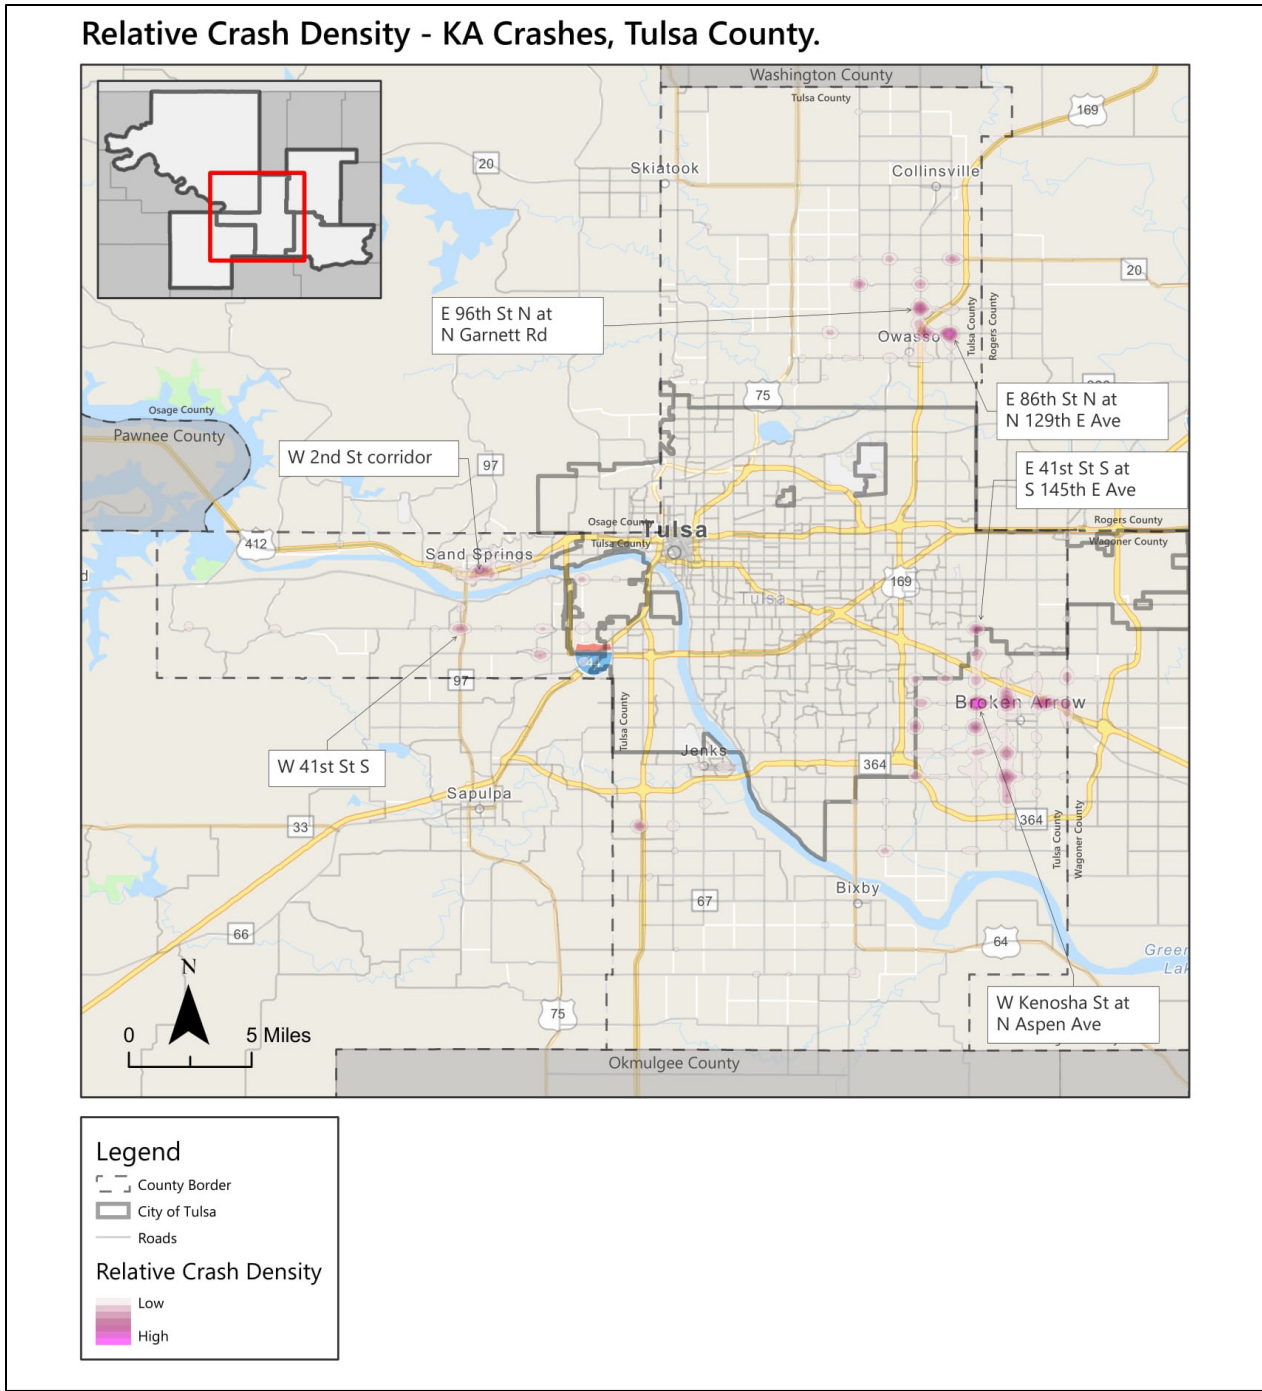 Relative Crash Density - KA Crashes, Tulsa County.
Washington County
Tulsa County
169
20
Skiatook
Collinsville
20
E 96th St N at
N Garnett Rd
Owasso
Tulsa County
Rogers County
75
E 86th St N at
N 129th E Ave
Osage County
Pawnee County
W 2nd St corridor
97
E 41st St S at
S 145th E Ave
Osage County
Tulsa County
Tulsa
Rogers County
Wagoner County
412
Sand Springs
169
Tulsa
97
Tulsa County
Broken Arrow
W 41st St S
Jenks
364
Sapulpa
33
364
Tulsa County
Wagoner County
Bixby
67
66
64
Green
Lak
N
75
W Kenosha St at
N Aspen Ave
0 5 Miles
Okmulgee County
Legend
County Border
City of Tulsa
Roads
Relative Crash Density
Low
High